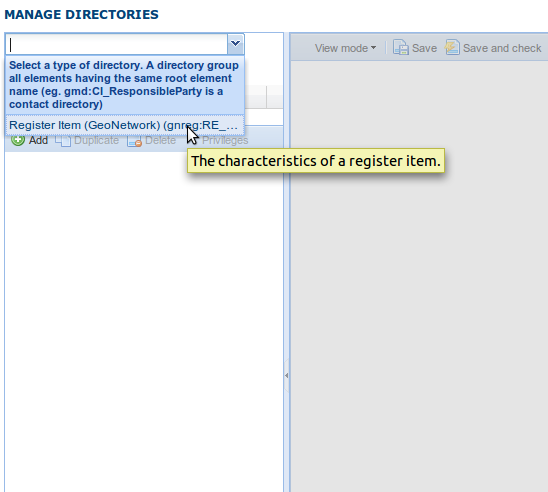 MANAGE DIRECTORIES
View mode
Save
Save and check
Select a type of directory. A directory group
all elements having the same root element
name (eg. gmd:CI_ResponsibleParty is a
contact directory)
Register Item (GeoNetwork) (gnreg:RE_...
Add
Duplicate
Delete
Privileges
The characteristics of a register item.